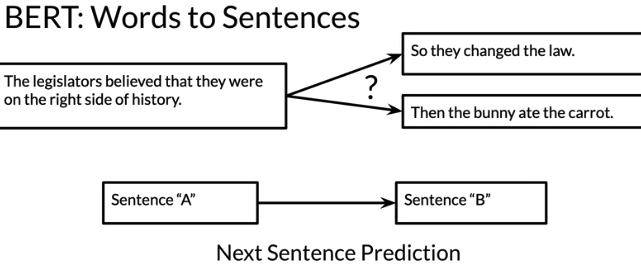 BERT: Words to Sentences
So they changed the law.
The legislators believed that they were
on the right side of history.
?
Then the bunny ate the carrot.
Sentence “A”
Sentence “B”
Next Sentence Prediction